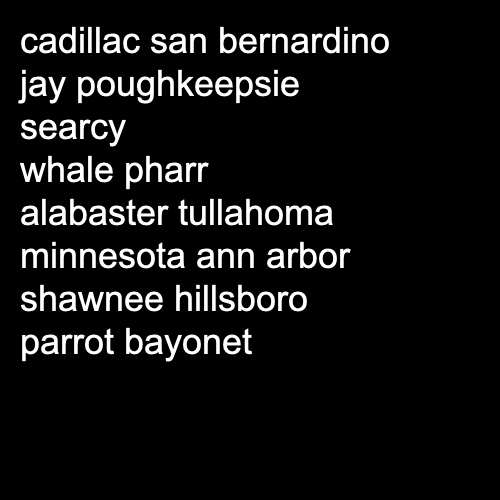 cadillac san bernardino
jay poughkeepsie
searcy
whale pharr
alabaster tullahoma
minnesota ann arbor
shawnee hillsboro
parrot bayonet